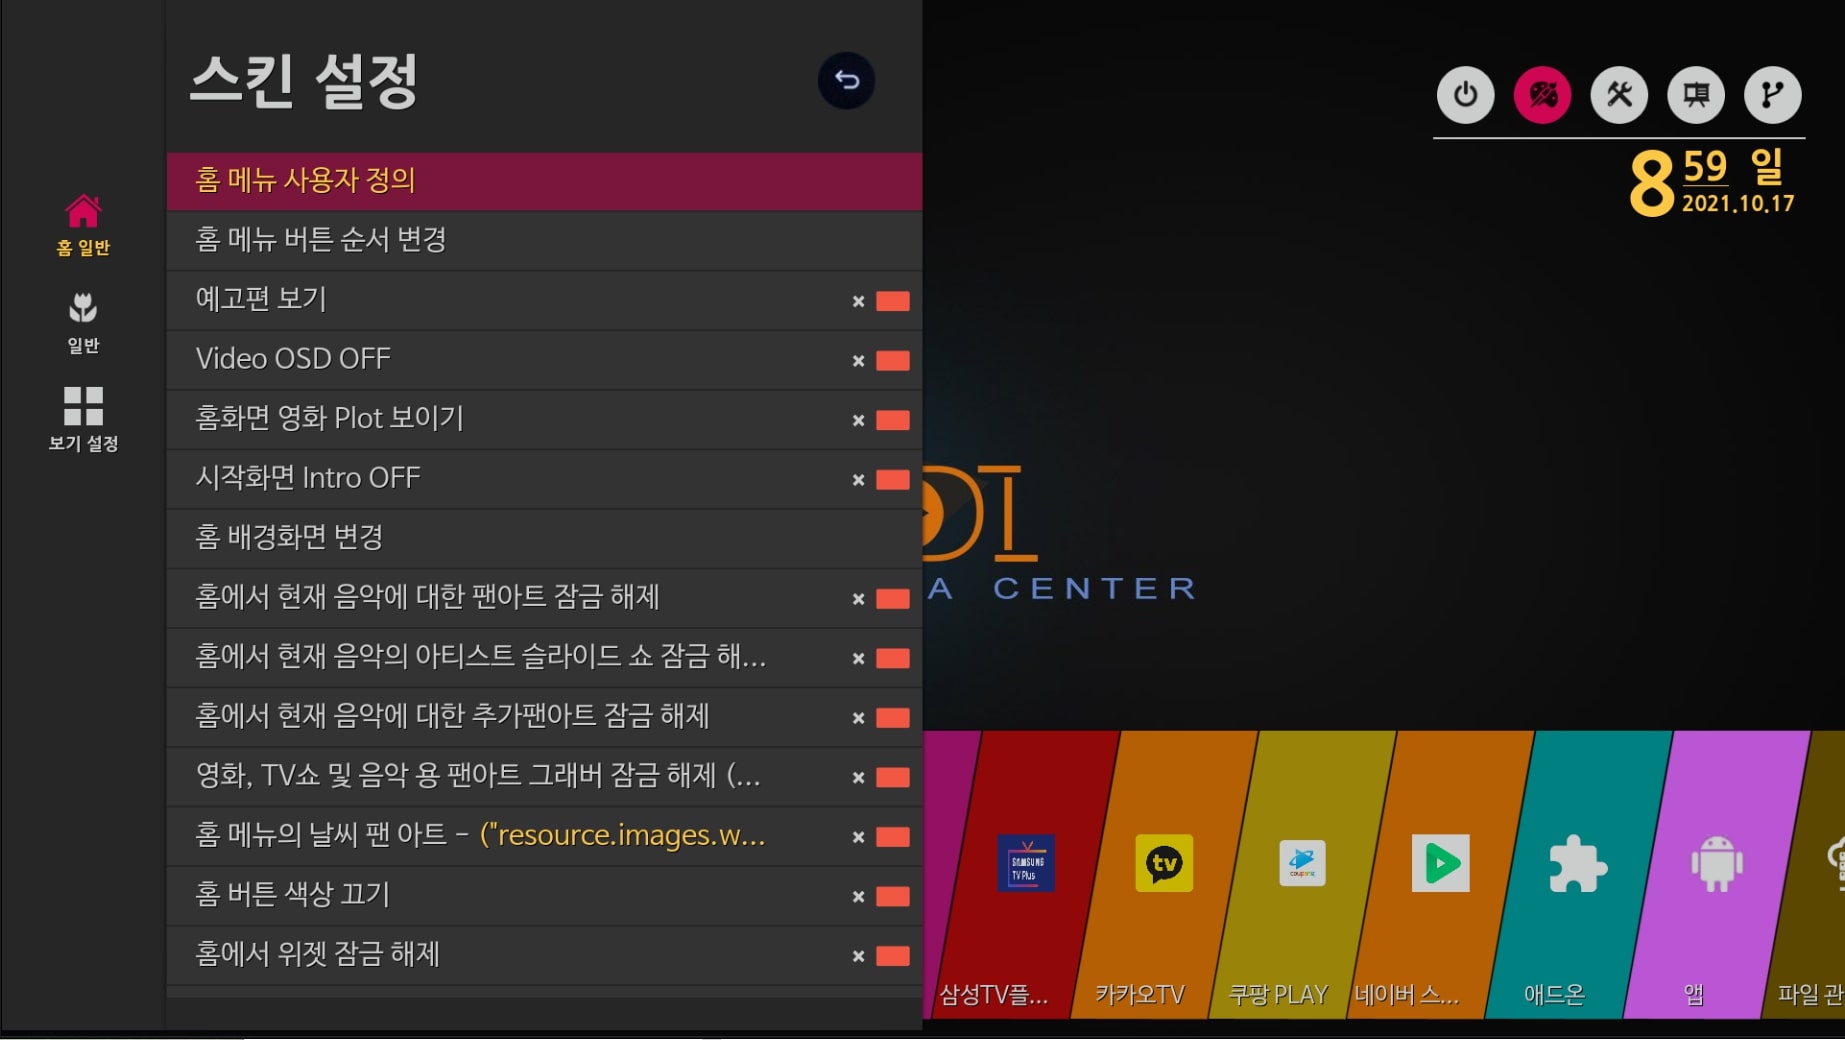 스킨 설정
홈 일반
일반
보기 설정
홈 메뉴 사용자 정의
홈 메뉴 버튼 순서 변경
예고편 보기
Video OSD OFF
홈화면 영화 Plot 보이기
시작화면 Intro OFF
홈 배경화면 변경
홈에서 현재 음악에 대한 팬아트 잠금 해제
홈에서 현재 음악의 아티스트 슬라이드 쇼 잠금 해...
홈에서 현재 음악에 대한 추가팬아트 잠금 해제
영화, TV쇼 및 음악 용 팬아트 그래버 잠금 해제 (...
홈 메뉴의 날씨 팬 아트 - ("resource.images.w...
홈 버튼 색상 끄기
홈에서 위젯 잠금 해제
8 59 일
2021.10.17
DI
A CENTER
SAMSUNG
TV Plus
tv
coupang
삼성TV플...
카카오TV
쿠팡 PLAY
네이버 스...
애드온
앱
파일 관